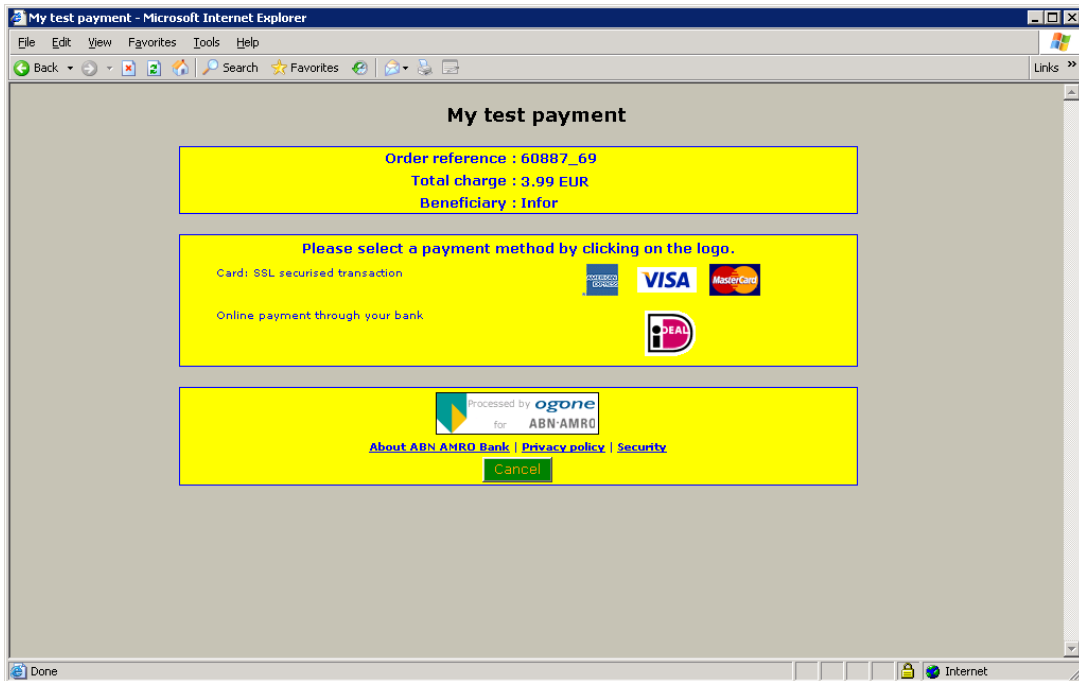 My test payment - Microsoft Internet Explorer
File Edit View Favorites Tools Help
Back Search Favorites Links »
My test payment
Order reference : 60887_69
Total charge : 3.99 EUR
Beneficiary : Infor
Please select a payment method by clicking on the logo.
Card: SSL securised transaction
AMERICAN EXPRESS VISA MasterCard
Online payment through your bank
iDEAL
Processed by ogone
for ABN·AMRO
About ABN AMRO Bank | Privacy policy | Security
Cancel
Done Internet